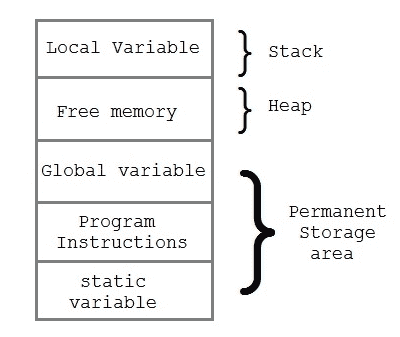 Local Variable
Stack
Free memory
Heap
Global variable
Program
Instructions
static
variable
Permanent
Storage
area